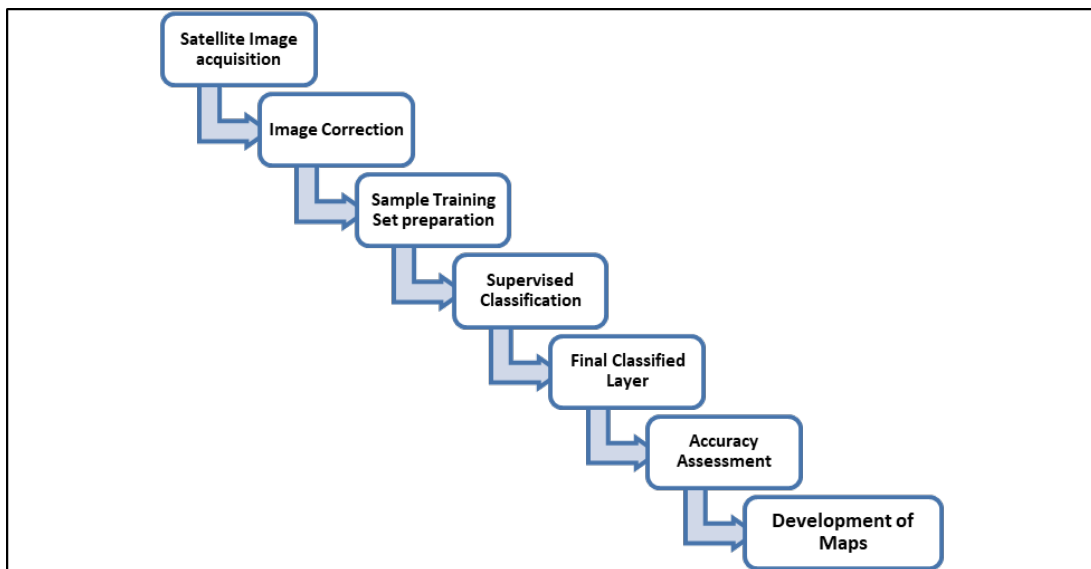 Satellite Image
acquisition
Image Correction
Sample Training
Set preparation
Supervised
Classification
Final Classified
Layer
Accuracy
Assessment
Development of
Maps